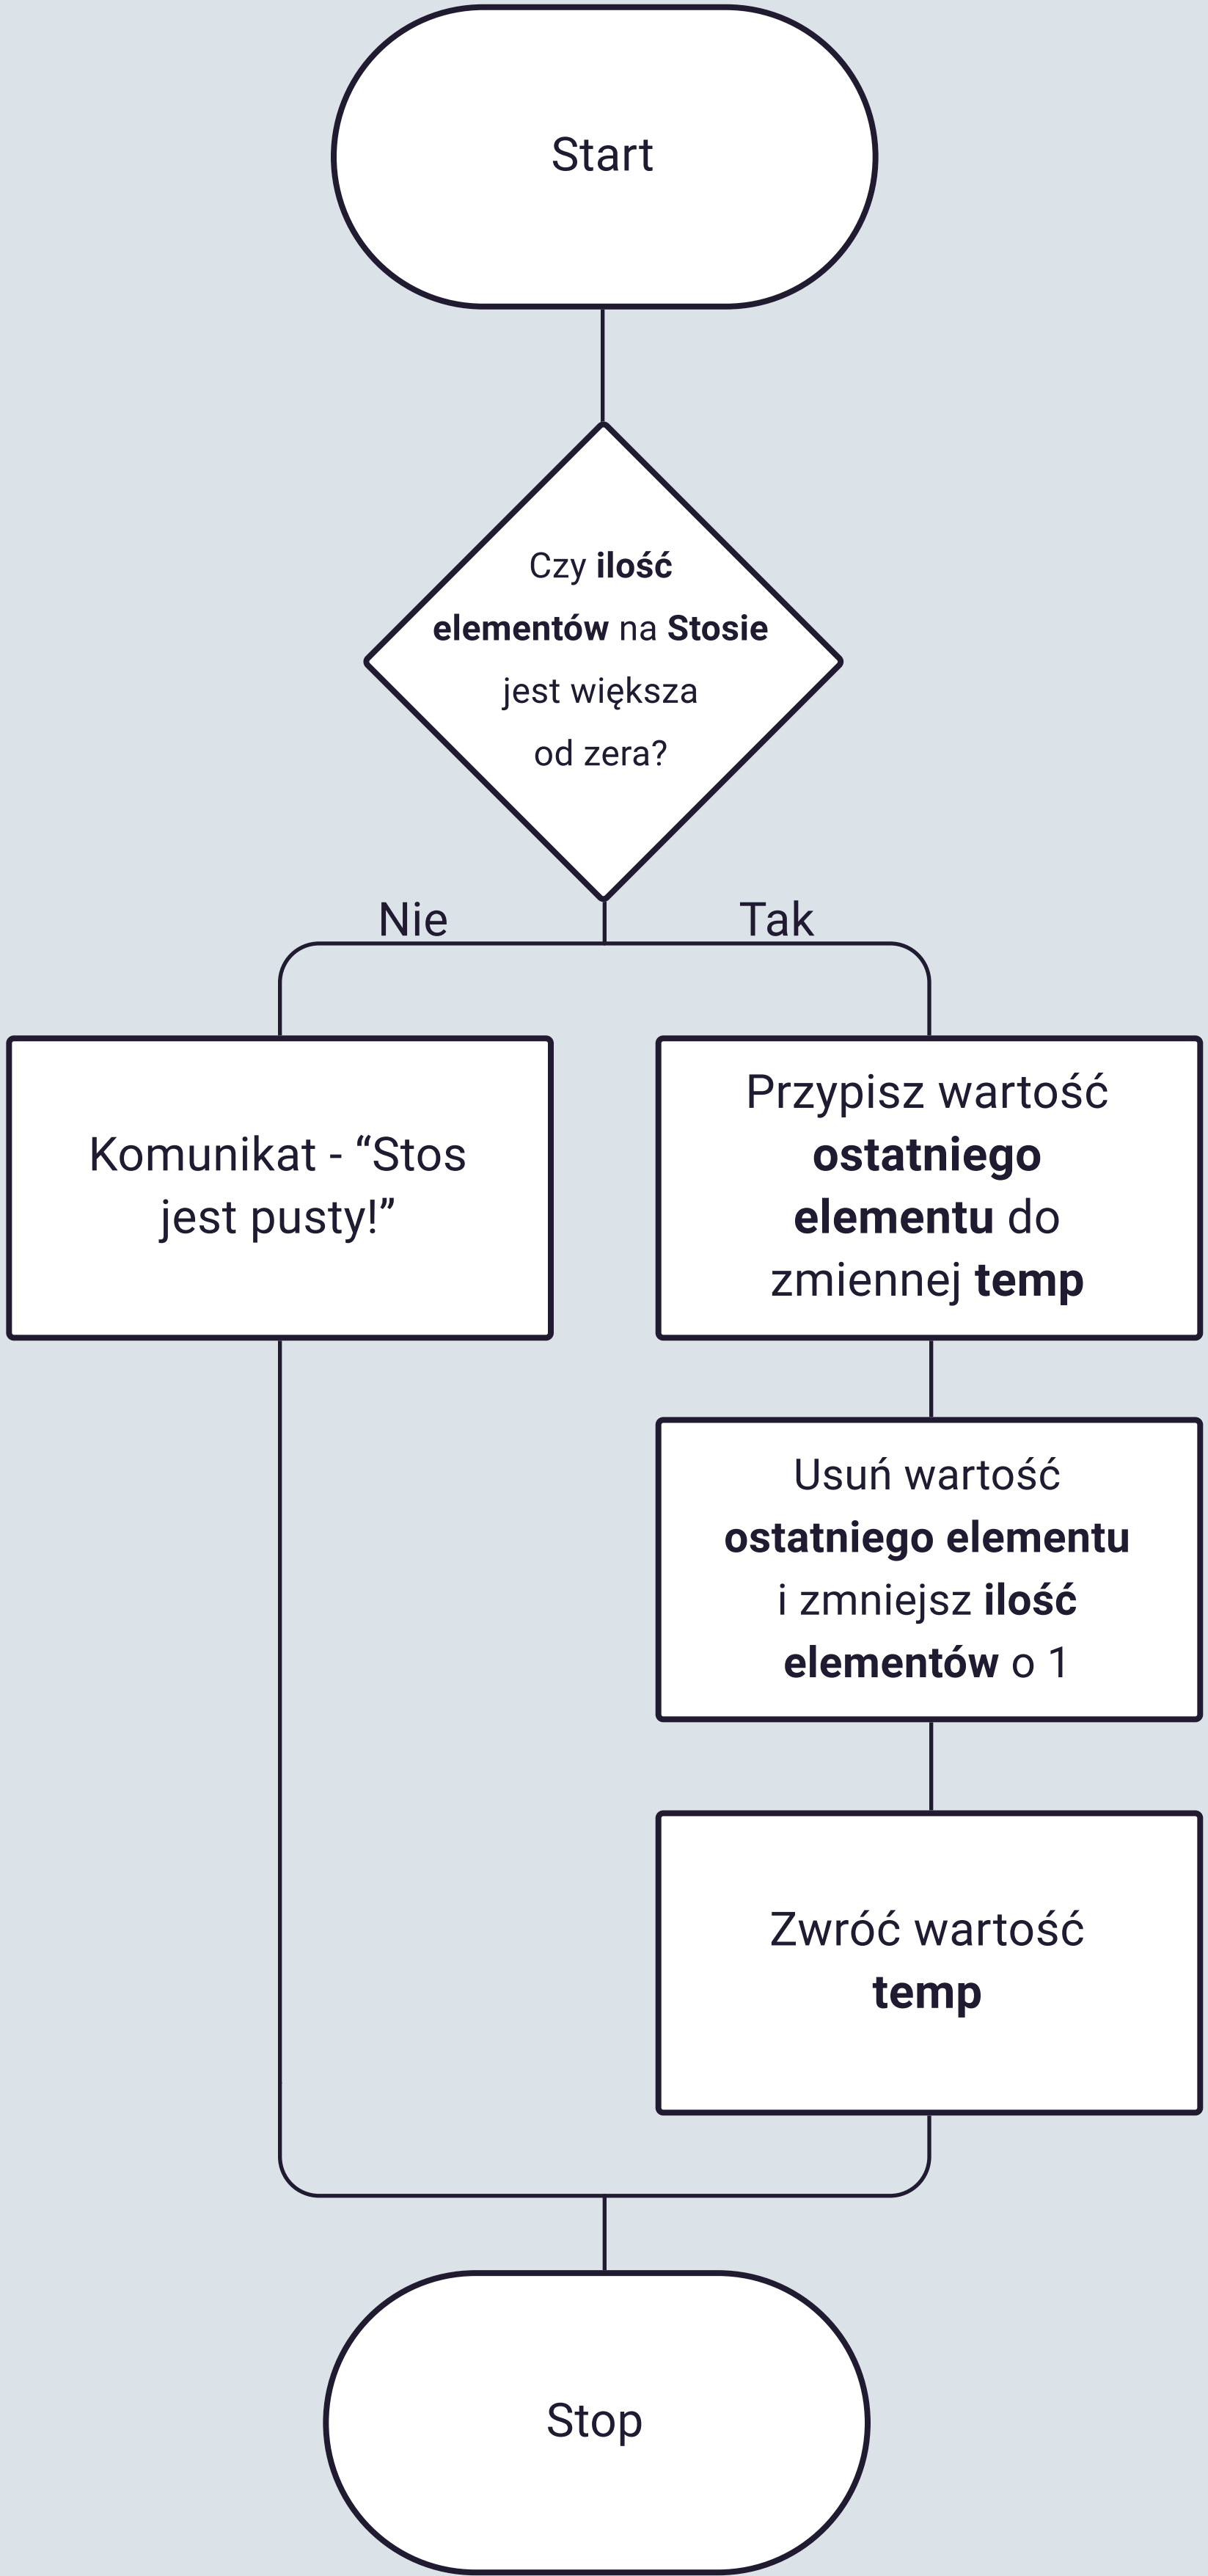 Start
Czy ilość
elementów na Stosie
jest większa
od zera?
Nie
Tak
Komunikat - “Stos
jest pusty!”
Przypisz wartość
ostatniego
elementu do
zmiennej temp
Usuń wartość
ostatniego elementu
i zmniejsz ilość
elementów o 1
Zwróć wartość
temp
Stop